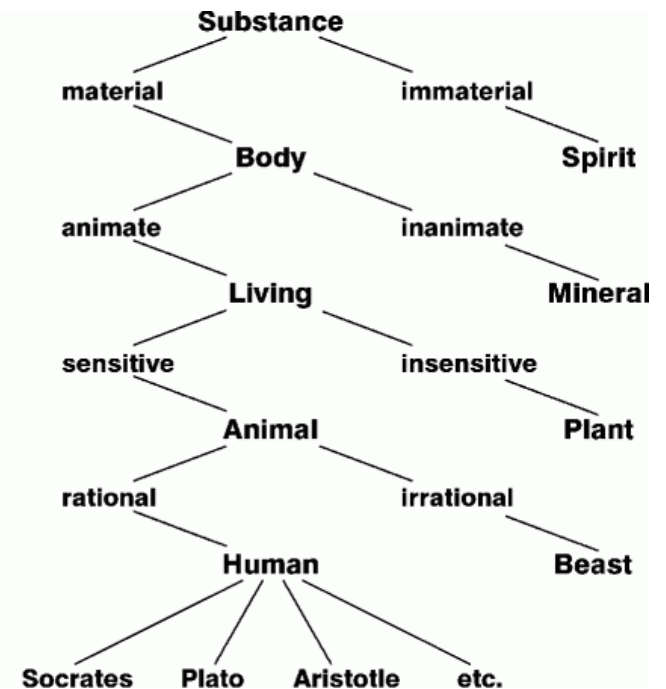 Substance
material immaterial
Body Spirit
animate inanimate
Living Mineral
sensitive insensitive
Animal Plant
rational irrational
Human Beast
Socrates Plato Aristotle etc.